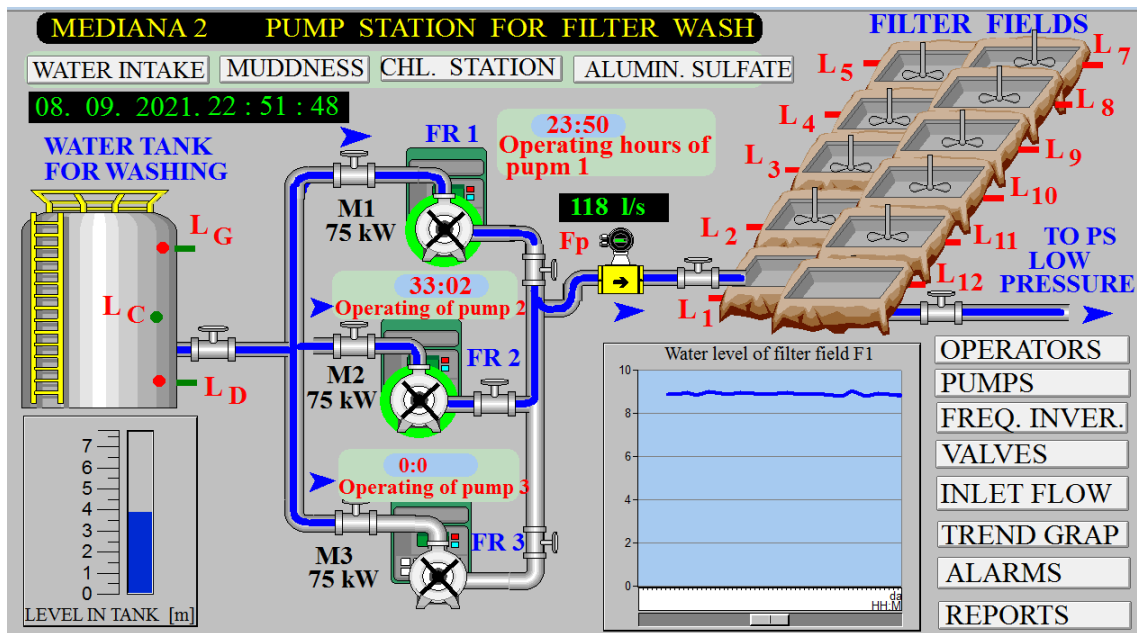 MEDIANA 2 PUMP STATION FOR FILTER WASH
FILTER FIELDS
WATER INTAKE
MUDDNESS
CHL. STATION
ALUMIN. SULFATE
08. 09. 2021. 22 : 51 : 48
WATER TANK
FOR WASHING
L G
L C
L D
FR 1
23:50
Operating hours of
pupm 1
M1
75 kW
118 l/s
Fp
33:02
Operating of pump 2
FR 2
M2
75 kW
0:0
Operating of pump 3
FR 3
M3
75 kW
L 5
L 4
L 3
L 2
L 1
L 7
L 8
L 9
L 10
L 11
L 12
TO PS
LOW
PRESSURE
7
6
5
4
3
2
1
0
LEVEL IN TANK [m]
Water level of filter field F1
10
8
6
4
2
0
da
HH:M
OPERATORS
PUMPS
FREQ. INVER.
VALVES
INLET FLOW
TREND GRAP
ALARMS
REPORTS